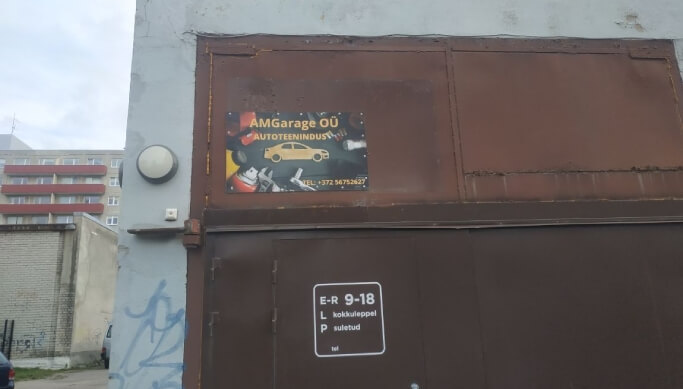 AMGarage OÜ
AUTOTEENINDUS
TEL: +372 56752627
E-R 9-18
L kokkuleppel
P suletud
tel